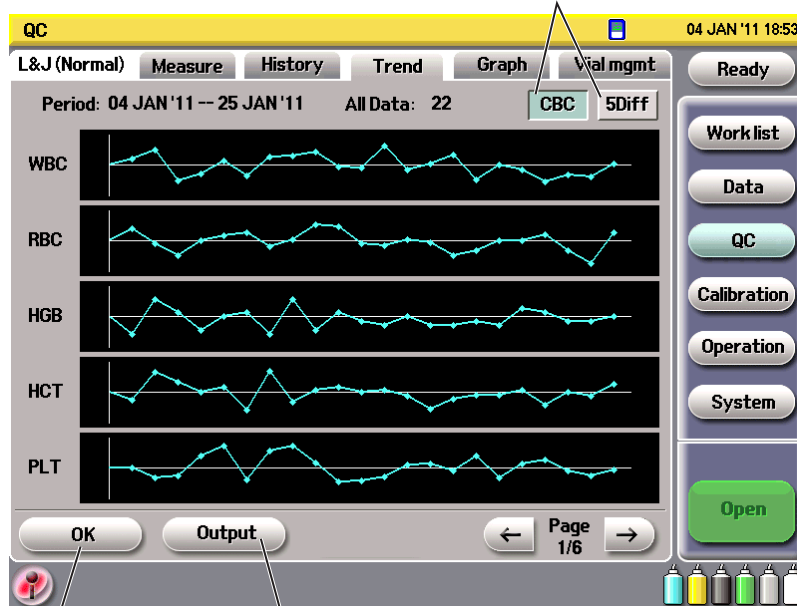 QC
04 JAN '11 18:53
L&J (Normal)
Measure
History
Trend
Graph
Vial mgmt
Ready
Period: 04 JAN '11 -- 25 JAN '11
All Data: 22
CBC
5Diff
Work list
WBC
Data
RBC
QC
HGB
Calibration
Operation
HCT
System
PLT
Open
OK
Output
← Page →
1/6